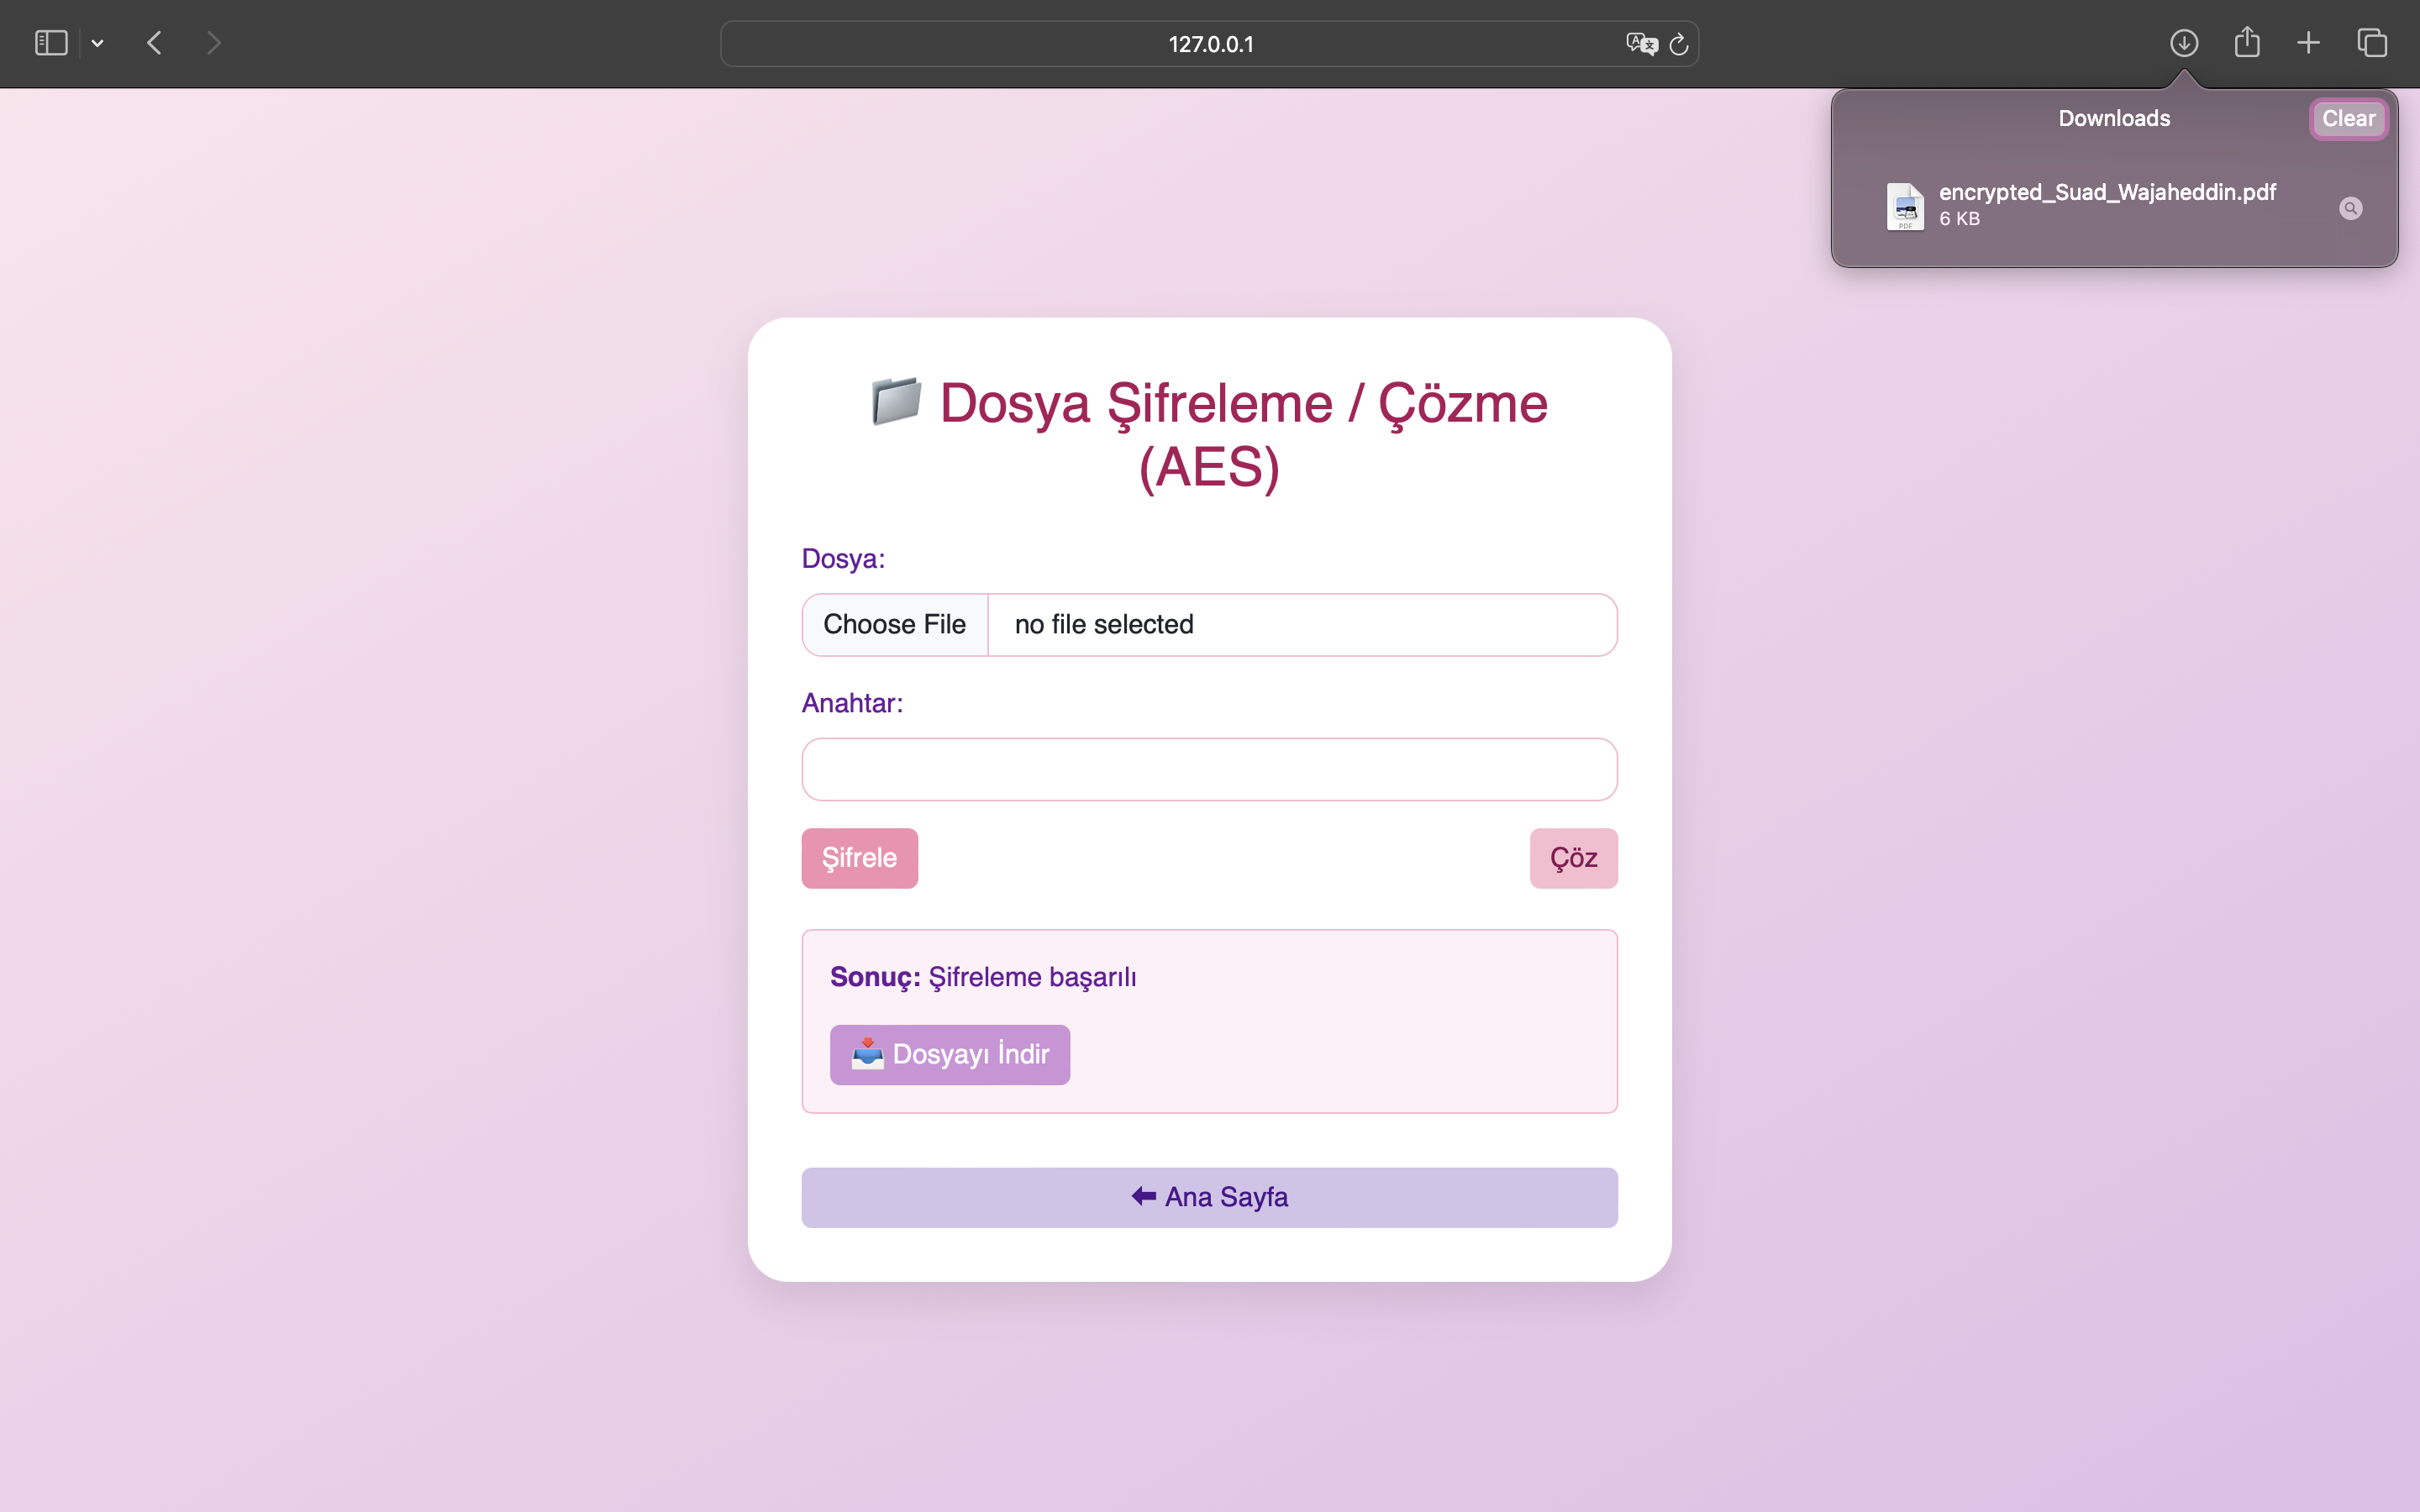 127.0.0.1
Downloads
Clear
encrypted_Suad_Wajaheddin.pdf
6 KB
PDF
Dosya Şifreleme / Çözme
(AES)
Dosya:
Choose File no file selected
Anahtar:
Şifrele Çöz
Sonuç: Şifreleme başarılı
Dosyayı İndir
Ana Sayfa